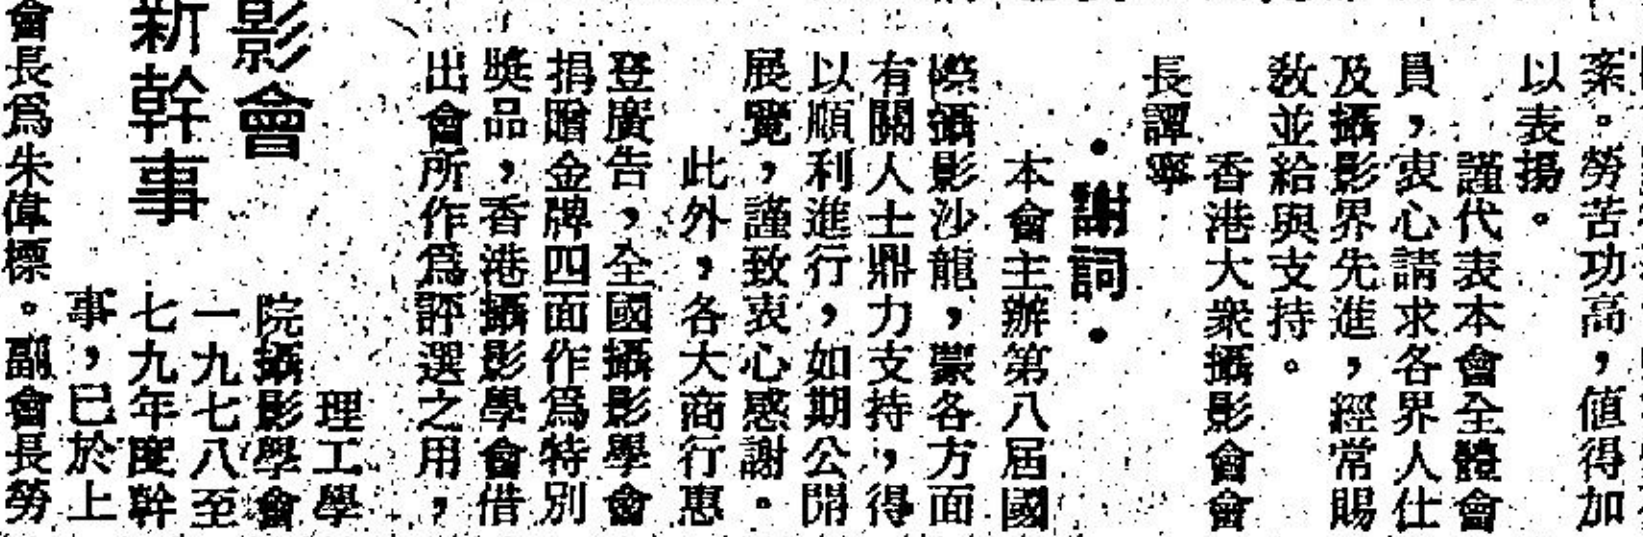 案。勞苦功高，値得加
以表揚。
謹代表本會全體會
員，衷心請求各界人仕
及攝影界先進，經常賜
敎並給與支持。
香港大衆攝影會會
長譚寧
·謝詞·
本會主辦第八屆國
際攝影沙龍，蒙各方面
有關人士鼎力支持，得
以順利進行，如期公開
展覽，謹致衷心感謝。
此外，各大商行惠
登廣告，全國攝影學會
捐贈金牌四面作爲特別
獎品，香港攝影學會借
出會所作爲評選之用，
影會
新幹事
理工學
院攝影學會
一九七八至
七九年度幹
事，已於上
會長爲朱偉標。副會長勞